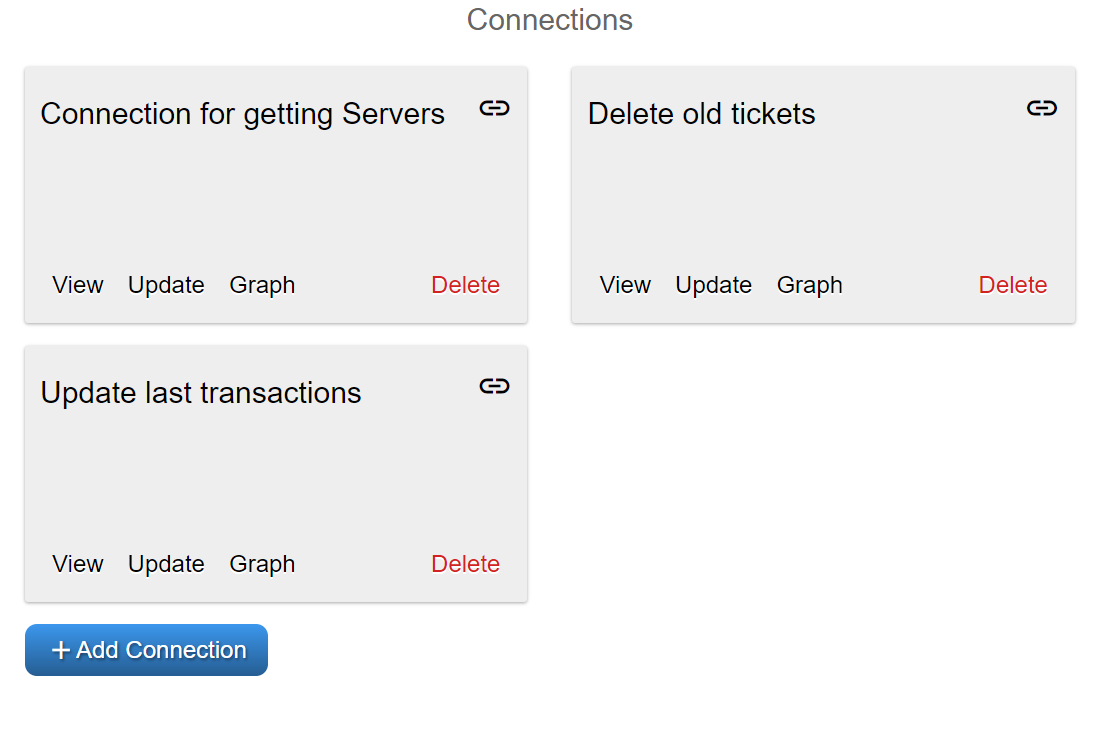 Connections
Connection for getting Servers
View Update Graph Delete
Delete old tickets
View Update Graph Delete
Update last transactions
View Update Graph Delete
+ Add Connection